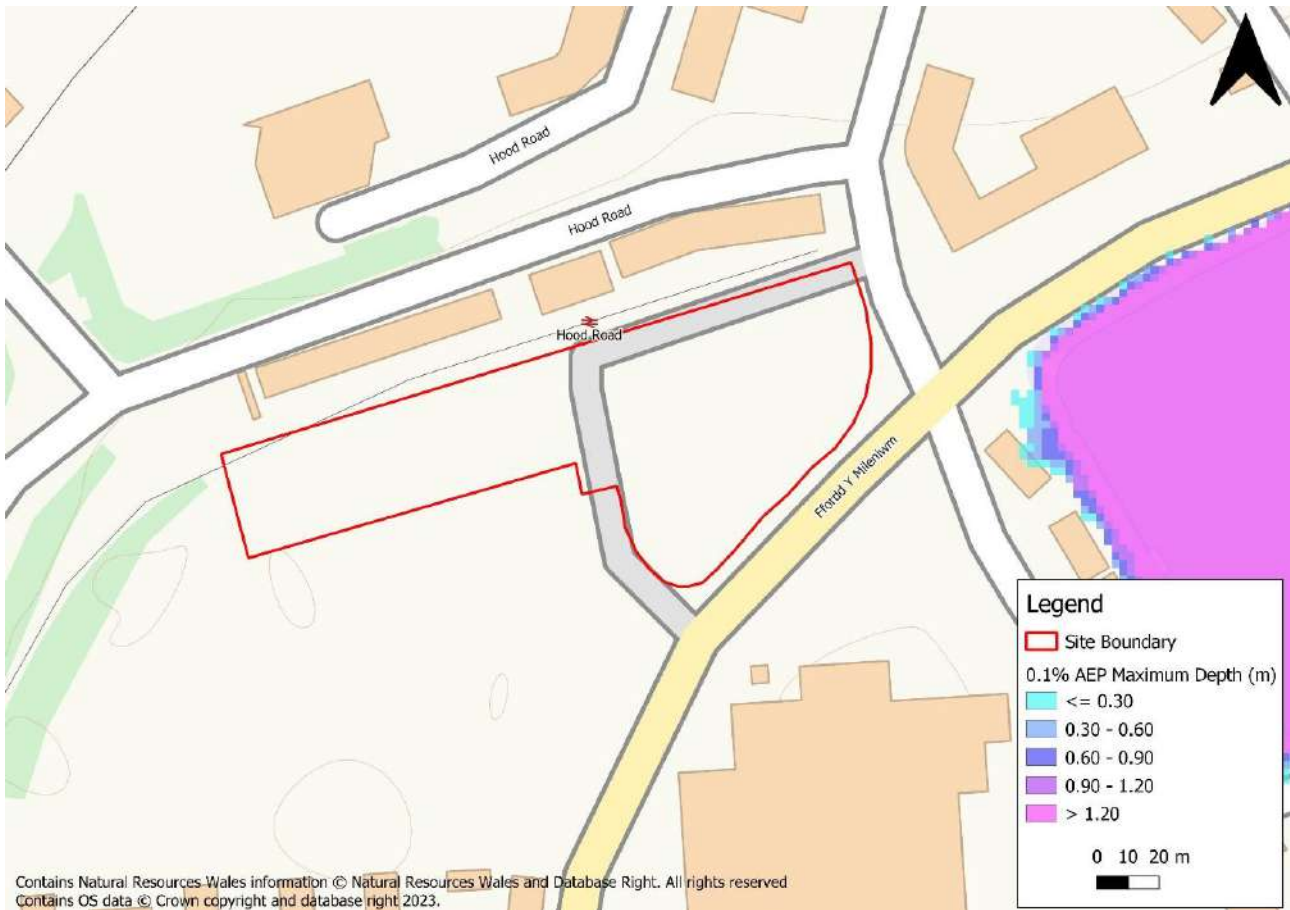 Hood Road
Hood Road
Hood Road
Ffordd Y Mileniwm
Legend
Site Boundary
0.1% AEP Maximum Depth (m)
<= 0.30
0.30 - 0.60
0.60 - 0.90
0.90 - 1.20
> 1.20
0 10 20 m
Contains Natural Resources Wales information © Natural Resources Wales and Database Right. All rights reserved
Contains OS data © Crown copyright and database right 2023.